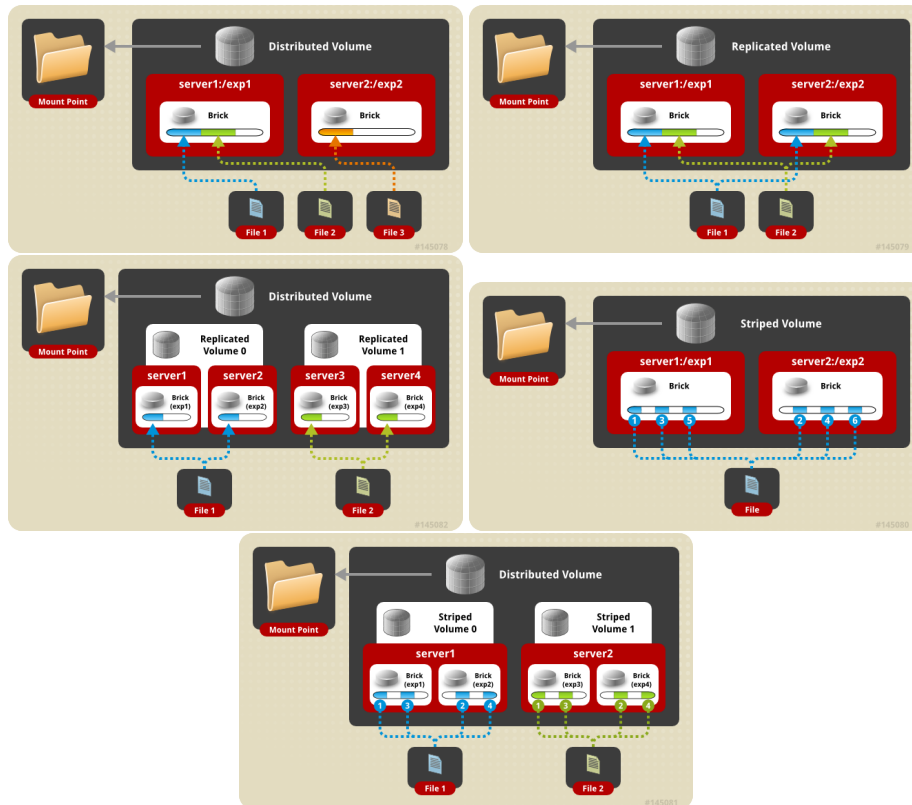 Distributed Volume
Mount Point
server1:/exp1
server2:/exp2
Brick
Brick
File 1
File 2
File 3
#145078
Replicated Volume
Mount Point
server1:/exp1
server2:/exp2
Brick
Brick
File 1
File 2
#145079
Distributed Volume
Mount Point
Replicated
Volume 0
Replicated
Volume 1
server1
server2
server3
server4
Brick
(exp1)
Brick
(exp2)
Brick
(exp3)
Brick
(exp4)
File 1
File 2
#145082
Striped Volume
Mount Point
server1:/exp1
server2:/exp2
Brick
Brick
1
3
5
2
4
6
File
#145080
Distributed Volume
Mount Point
Striped
Volume 0
Striped
Volume 1
server1
server2
Brick
(exp1)
Brick
(exp2)
Brick
(exp3)
Brick
(exp4)
1
3
2
4
1
3
2
4
File 1
File 2